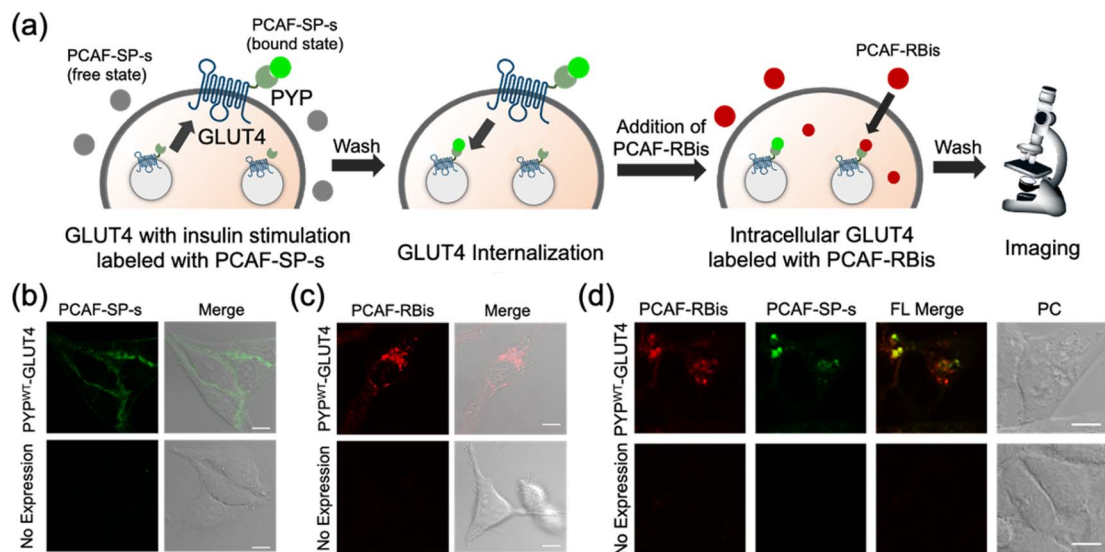 (a)
PCAF-SP-s
(free state)
PCAF-SP-s
(bound state)
PYP
GLUT4
GLUT4 with insulin stimulation
labeled with PCAF-SP-s
Wash
GLUT4 Internalization
Addition of
PCAF-RBis
PCAF-RBis
Intracellular GLUT4
labeled with PCAF-RBis
Wash
Imaging
(b)
PCAF-SP-s Merge
PYPWT-GLUT4
No Expression
(c)
PCAF-RBis Merge
PYPWT-GLUT4
No Expression
(d)
PCAF-RBis PCAF-SP-s FL Merge PC
PYPWT-GLUT4
No Expression